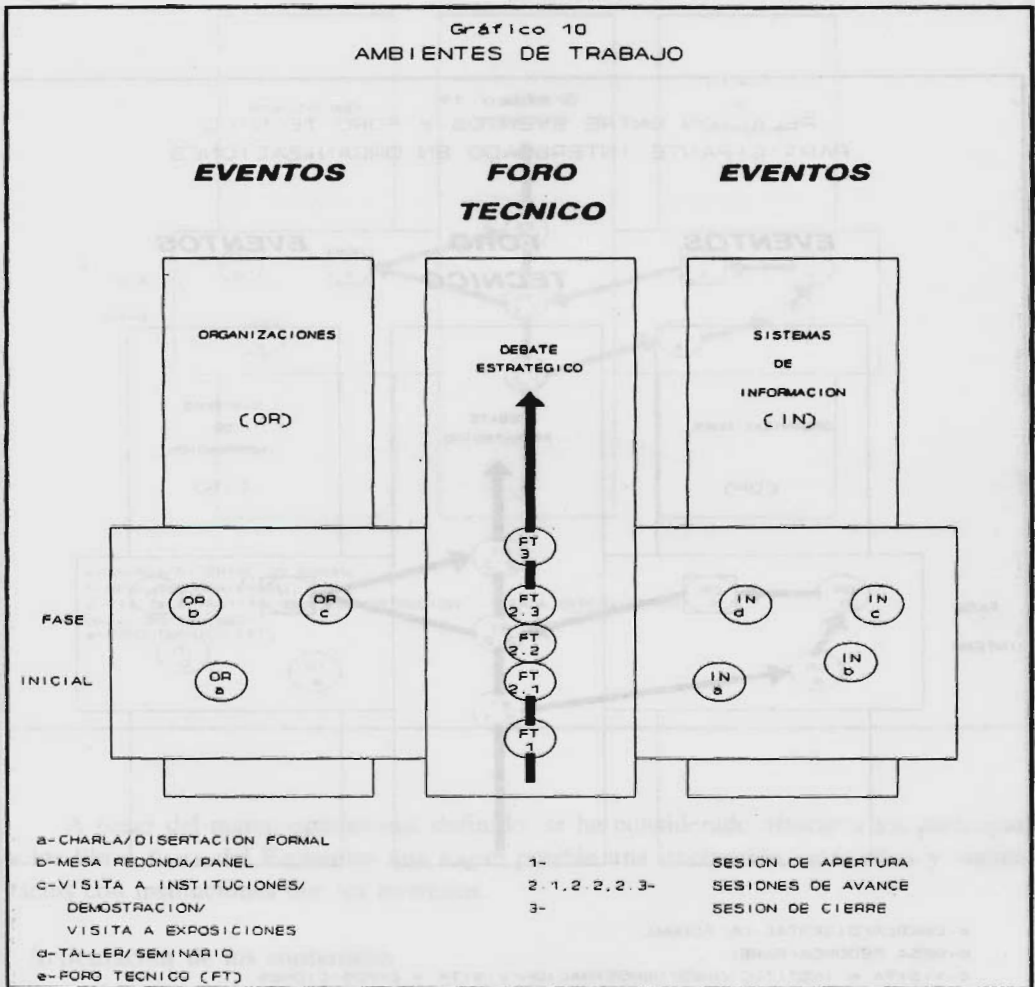 Gráfico 10
AMBIENTES DE TRABAJO
EVENTOS
FORO
TECNICO
EVENTOS
ORGANIZACIONES
(OR)
DEBATE
ESTRATÉGICO
SISTEMAS
DE
INFORMACION
(IN)
FASE
INICIAL
OR
b
OR
c
OR
a
FT
3
FT
2.3
FT
2.2
FT
2.1
FT
1
IN
d
IN
c
IN
b
IN
a
a-CHARLA/DISERTACIÓN FORMAL
b-MESA REDONDA/PANEL
c-VISITA A INSTITUCIONES/
DEMOSTRACIÓN/
VISITA A EXPOSICIONES
d-TALLER/SEMINARIO
e-FORO TECNICO (FT)
1- SESION DE APERTURA
2.1,2.2,2.3- SESIONES DE AVANCE
3- SESION DE CIERRE